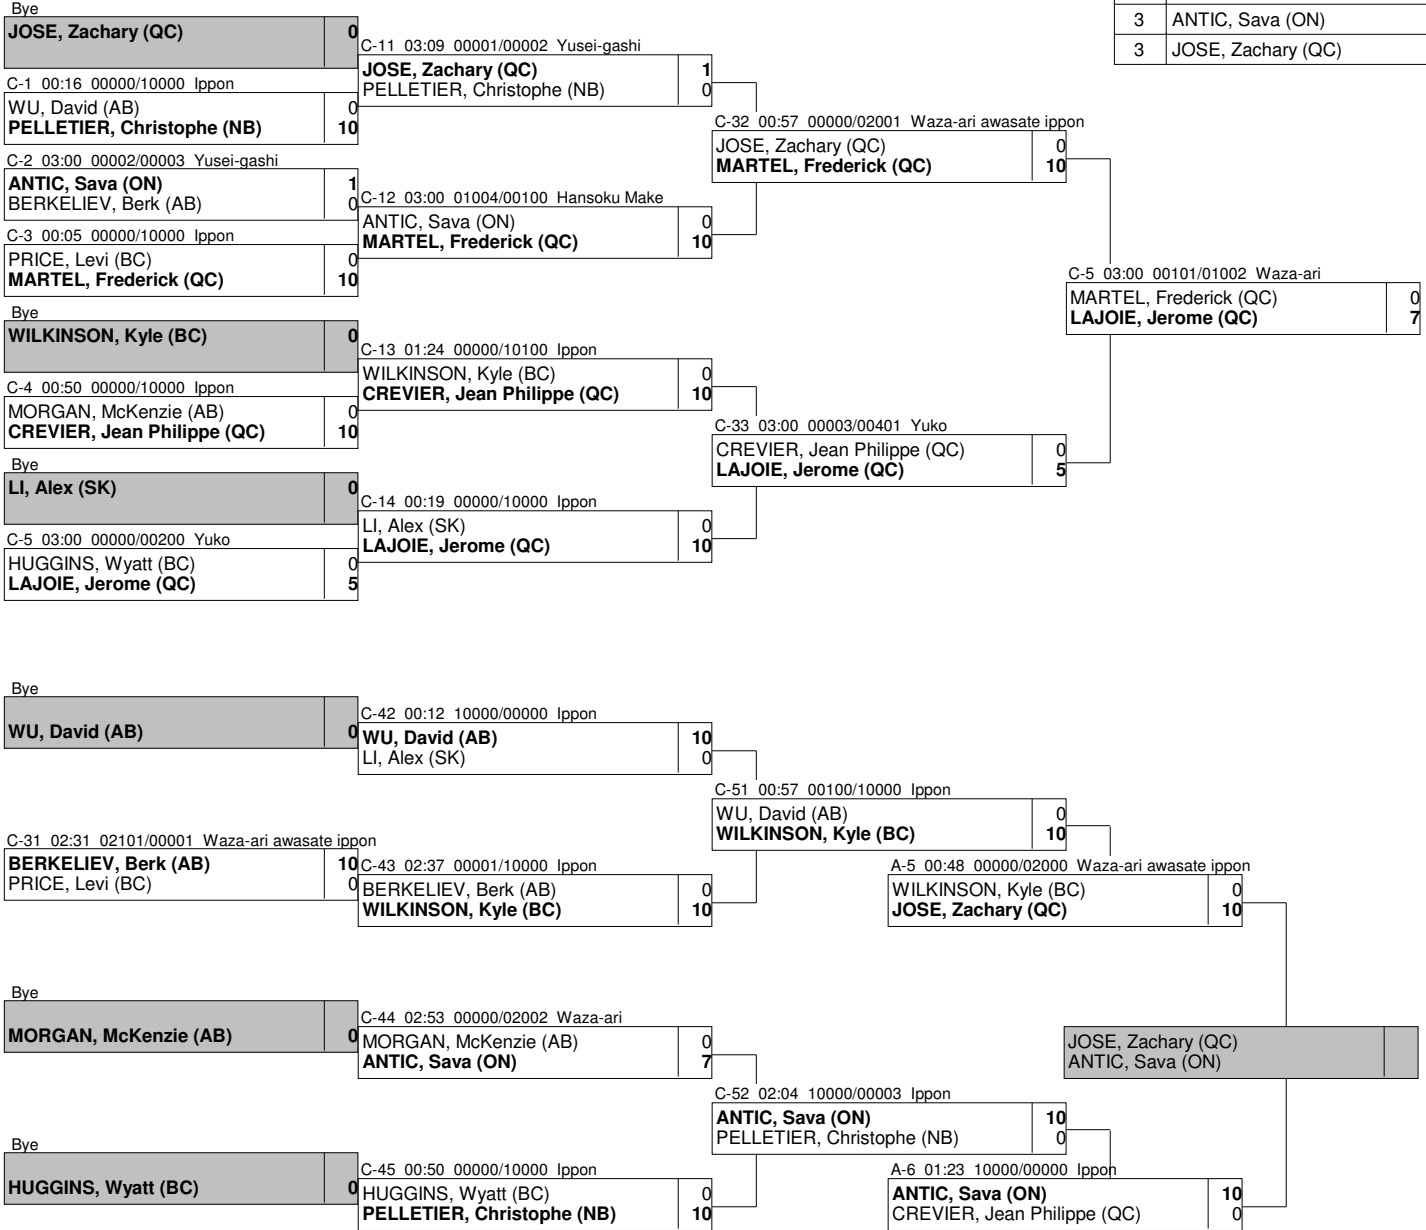 Bye
JOSE, Zachary (QC) 0
C-1 00:16 00000/10000 Ippon
WU, David (AB) 0
PELLETIER, Christophe (NB) 10
C-2 03:00 00002/00003 Yusei-gashi
ANTIC, Sava (ON) 1
BERKELIEV, Berk (AB) 0
C-3 00:05 00000/10000 Ippon
PRICE, Levi (BC) 0
MARTEL, Frederick (QC) 10
Bye
WILKINSON, Kyle (BC) 0
C-4 00:50 00000/10000 Ippon
MORGAN, McKenzie (AB) 0
CREVIER, Jean Philippe (QC) 10
Bye
LI, Alex (SK) 0
C-5 03:00 00000/00200 Yuko
HUGGINS, Wyatt (BC) 0
LAJOIE, Jerome (QC) 5
C-11 03:09 00001/00002 Yusei-gashi
JOSE, Zachary (QC) 1
PELLETIER, Christophe (NB) 0
C-12 03:00 01004/00100 Hansoku Make
ANTIC, Sava (ON) 0
MARTEL, Frederick (QC) 10
C-13 01:24 00000/10100 Ippon
WILKINSON, Kyle (BC) 0
CREVIER, Jean Philippe (QC) 10
C-14 00:19 00000/10000 Ippon
LI, Alex (SK) 0
LAJOIE, Jerome (QC) 10
C-32 00:57 00000/02001 Waza-ari awasate ippon
JOSE, Zachary (QC) 0
MARTEL, Frederick (QC) 10
C-33 03:00 00003/00401 Yuko
CREVIER, Jean Philippe (QC) 0
LAJOIE, Jerome (QC) 5
C-5 03:00 00101/01002 Waza-ari
MARTEL, Frederick (QC) 0
LAJOIE, Jerome (QC) 7
3 ANTIC, Sava (ON)
3 JOSE, Zachary (QC)
Bye
WU, David (AB) 0
C-31 02:31 02101/00001 Waza-ari awasate ippon
BERKELIEV, Berk (AB) 10
PRICE, Levi (BC) 0
Bye
MORGAN, McKenzie (AB) 0
Bye
HUGGINS, Wyatt (BC) 0
C-42 00:12 10000/00000 Ippon
WU, David (AB) 10
LI, Alex (SK) 0
C-43 02:37 00001/10000 Ippon
BERKELIEV, Berk (AB) 0
WILKINSON, Kyle (BC) 10
C-44 02:53 00000/02002 Waza-ari
MORGAN, McKenzie (AB) 0
ANTIC, Sava (ON) 7
C-45 00:50 00000/10000 Ippon
HUGGINS, Wyatt (BC) 0
PELLETIER, Christophe (NB) 10
C-51 00:57 00100/10000 Ippon
WU, David (AB) 0
WILKINSON, Kyle (BC) 10
C-52 02:04 10000/00003 Ippon
ANTIC, Sava (ON) 10
PELLETIER, Christophe (NB) 0
A-5 00:48 00000/02000 Waza-ari awasate ippon
WILKINSON, Kyle (BC) 0
JOSE, Zachary (QC) 10
A-6 01:23 10000/00000 Ippon
ANTIC, Sava (ON) 10
CREVIER, Jean Philippe (QC) 0
JOSE, Zachary (QC)
ANTIC, Sava (ON)